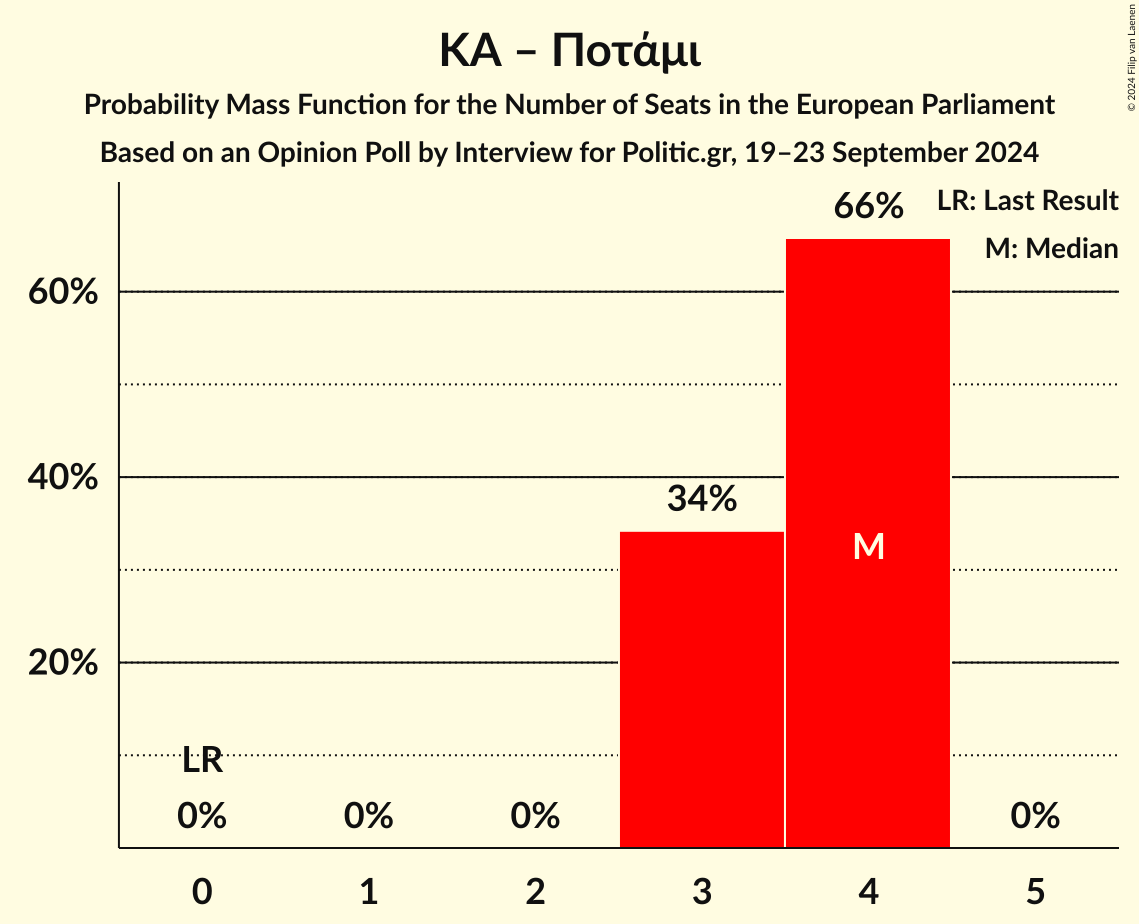 ΚΑ – Ποτάμι
Probability Mass Function for the Number of Seats in the European Parliament
Based on an Opinion Poll by Interview for Politic.gr, 19–23 September 2024
© 2024 Filip van Laenen
LR: Last Result
M: Median
66%
60%
40%
34%
M
20%
LR
0%
0%
0%
0%
0
1
2
3
4
5